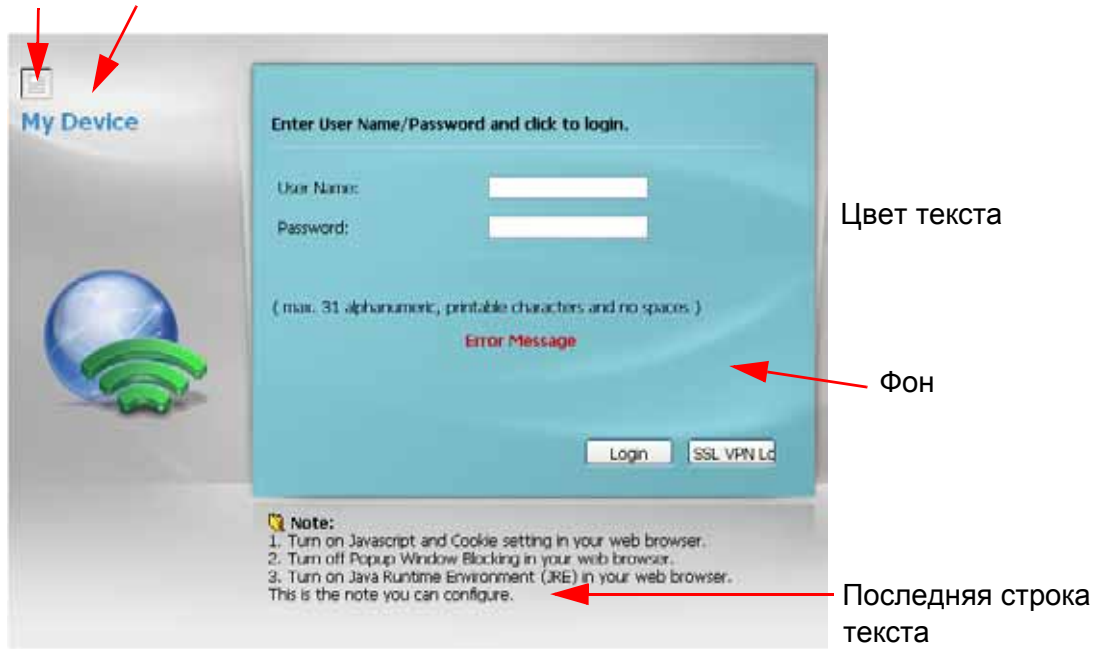 My Device
Enter User Name/Password and click to login.
User Name:
Цвет текста
Password:
( max. 31 alphanumeric, printable characters and no spaces )
Error Message
Фон
Login
SSL VPN Lo
Note:
1. Turn on Javascript and Cookie setting in your web browser.
2. Turn off Popup Window Blocking in your web browser.
3. Turn on Java Runtime Environment (JRE) in your web browser.
This is the note you can configure.
Последняя строка
текста